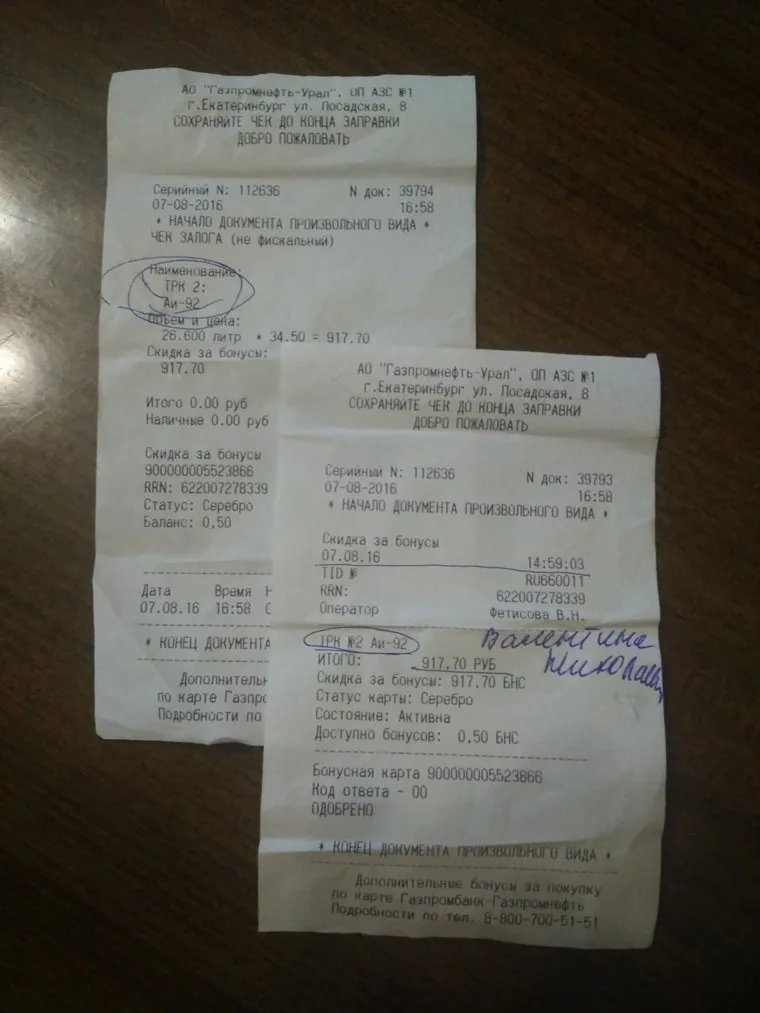 АО "Газпромнефть-Урал", ОП АЗС №1
г.Екатеринбург ул. Посадская, 8
СОХРАНЯЙТЕ ЧЕК ДО КОНЦА ЗАПРАВКИ
ДОБРО ПОЖАЛОВАТЬ
Серийный N: 112636 N док: 39794
07-08-2016 16:58
* НАЧАЛО ДОКУМЕНТА ПРОИЗВОЛЬНОГО ВИДА *
ЧЕК ЗАЛОГА (не фискальный)
Наименование:
ТРК 2:
Аи-92
Объем и цена:
26.600 литр * 34.50 = 917.70
Скидка за бонусы:
917.70
Итого 0.00 руб
Наличные 0.00 руб
Скидка за бонусы
900000005523866
RRN: 622007278339
Статус: Серебро
Баланс: 0,50
Дата Время
07.08.16 16:58
* КОНЕЦ ДОКУМЕНТА
Дополнительн
по карте Газпро
Подробности по
АО "Газпромнефть-Урал", ОП АЗС №1
г.Екатеринбург ул. Посадская, 8
СОХРАНЯЙТЕ ЧЕК ДО КОНЦА ЗАПРАВКИ
ДОБРО ПОЖАЛОВАТЬ
Серийный N: 112636 N док: 39793
07-08-2016 16:58
* НАЧАЛО ДОКУМЕНТА ПРОИЗВОЛЬНОГО ВИДА *
Скидка за бонусы
07.08.16 14:59:03
TID № RU660011
RRN: 622007278339
Оператор Фетисова В.Н.
ТРК №2 Аи-92 Валентина
ИТОГО: 917.70 РУБ
Скидка за бонусы: 917.70 БНС
Статус карты: Серебро
Состояние: Активна
Доступно бонусов: 0,50 БНС
Бонусная карта 900000005523866
Код ответа - 00
ОДОБРЕНО
* КОНЕЦ ДОКУМЕНТА ПРОИЗВОЛЬНОГО ВИДА *
Дополнительные бонусы за покупку
по карте Газпромбанк-Газпромнефть
Подробности по тел. 8-800-700-51-51